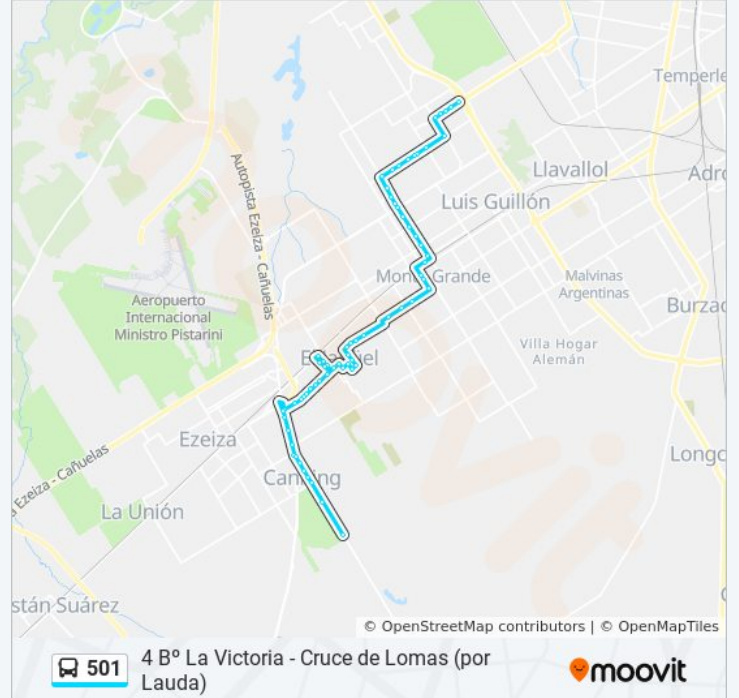 Temperle
Llavallol
Adro
Luis Guillón
Autopista Ezeiza - Cañuelas
Monte Grande
Malvinas
Argentinas
Aeropuerto
Internacional
Ministro Pistarini
Burzac
Villa Hogar
Alemán
Ezeiza
Canning
Longc
Ezeiza - Cañuelas
La Unión
stán Suárez
© OpenStreetMap contributors | © OpenMapTiles
501
4 Bº La Victoria - Cruce de Lomas (por
Lauda)
moovit